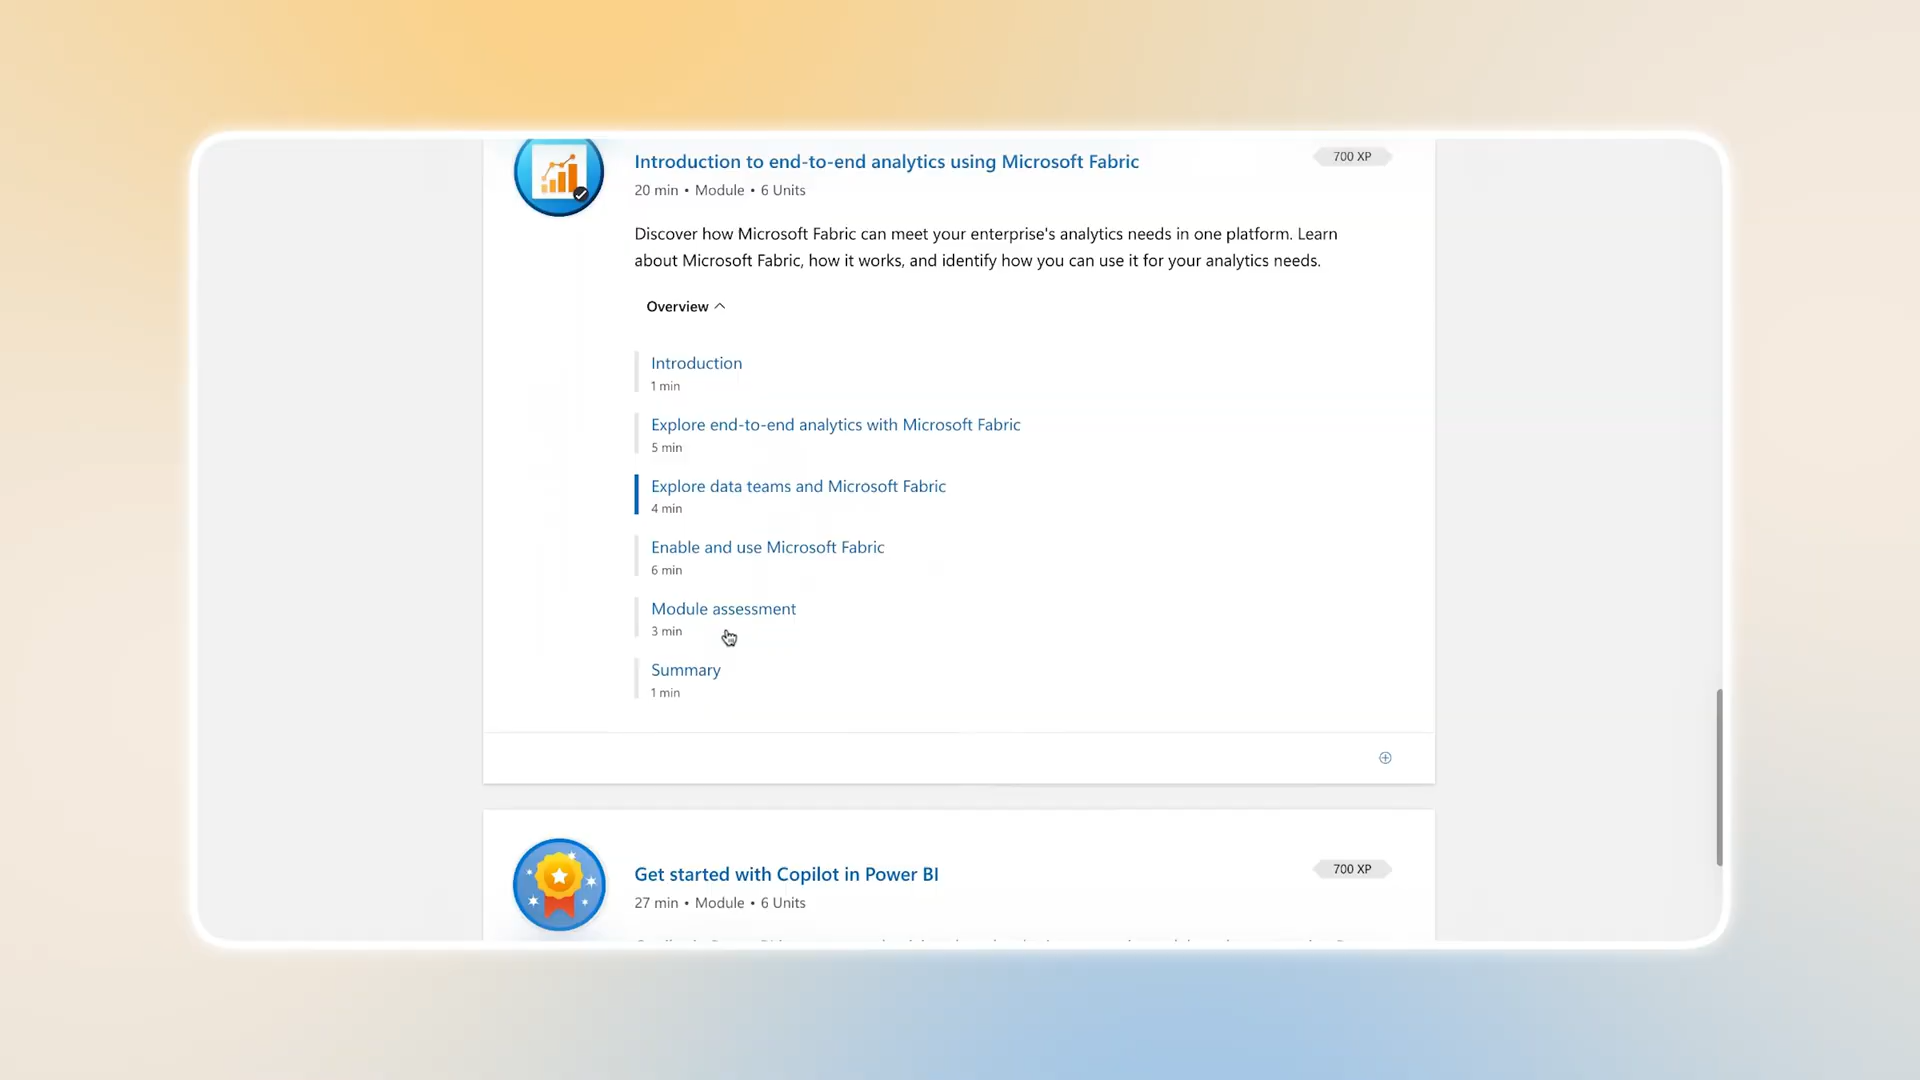 Introduction to end-to-end analytics using Microsoft Fabric
700 XP
20 min • Module • 6 Units
Discover how Microsoft Fabric can meet your enterprise's analytics needs in one platform. Learn
about Microsoft Fabric, how it works, and identify how you can use it for your analytics needs.
Overview
Introduction
1 min
Explore end-to-end analytics with Microsoft Fabric
5 min
Explore data teams and Microsoft Fabric
4 min
Enable and use Microsoft Fabric
6 min
Module assessment
3 min
Summary
1 min
Get started with Copilot in Power BI
700 XP
27 min • Module • 6 Units